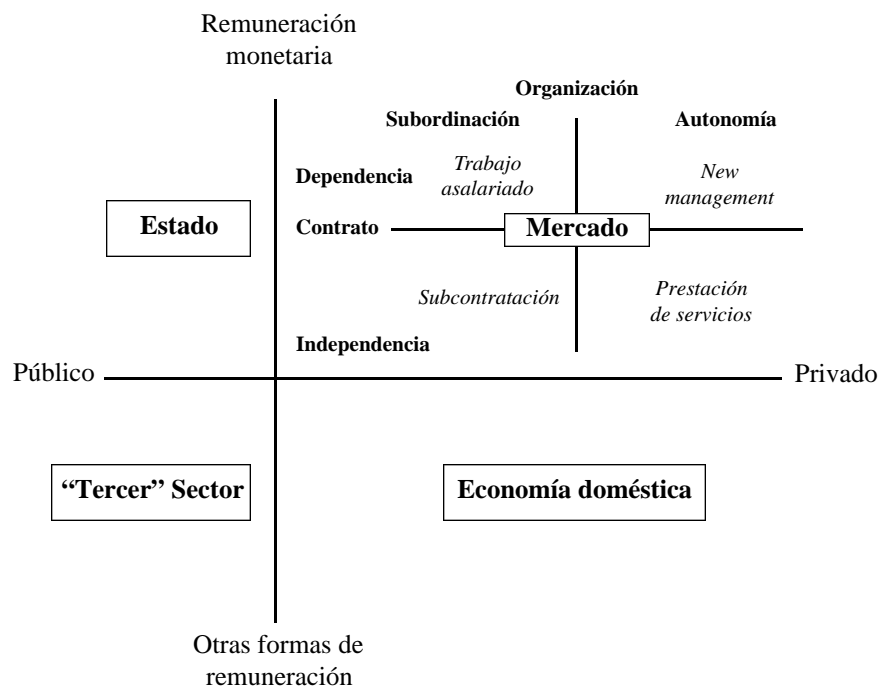 Remuneración
monetaria
Organización
Subordinación
Autonomía
Dependencia
Trabajo
asalariado
New
management
Estado
Contrato
Mercado
Subcontratación
Prestación
de servicios
Independencia
Público
Privado
“Tercer” Sector
Economía doméstica
Otras formas de
remuneración